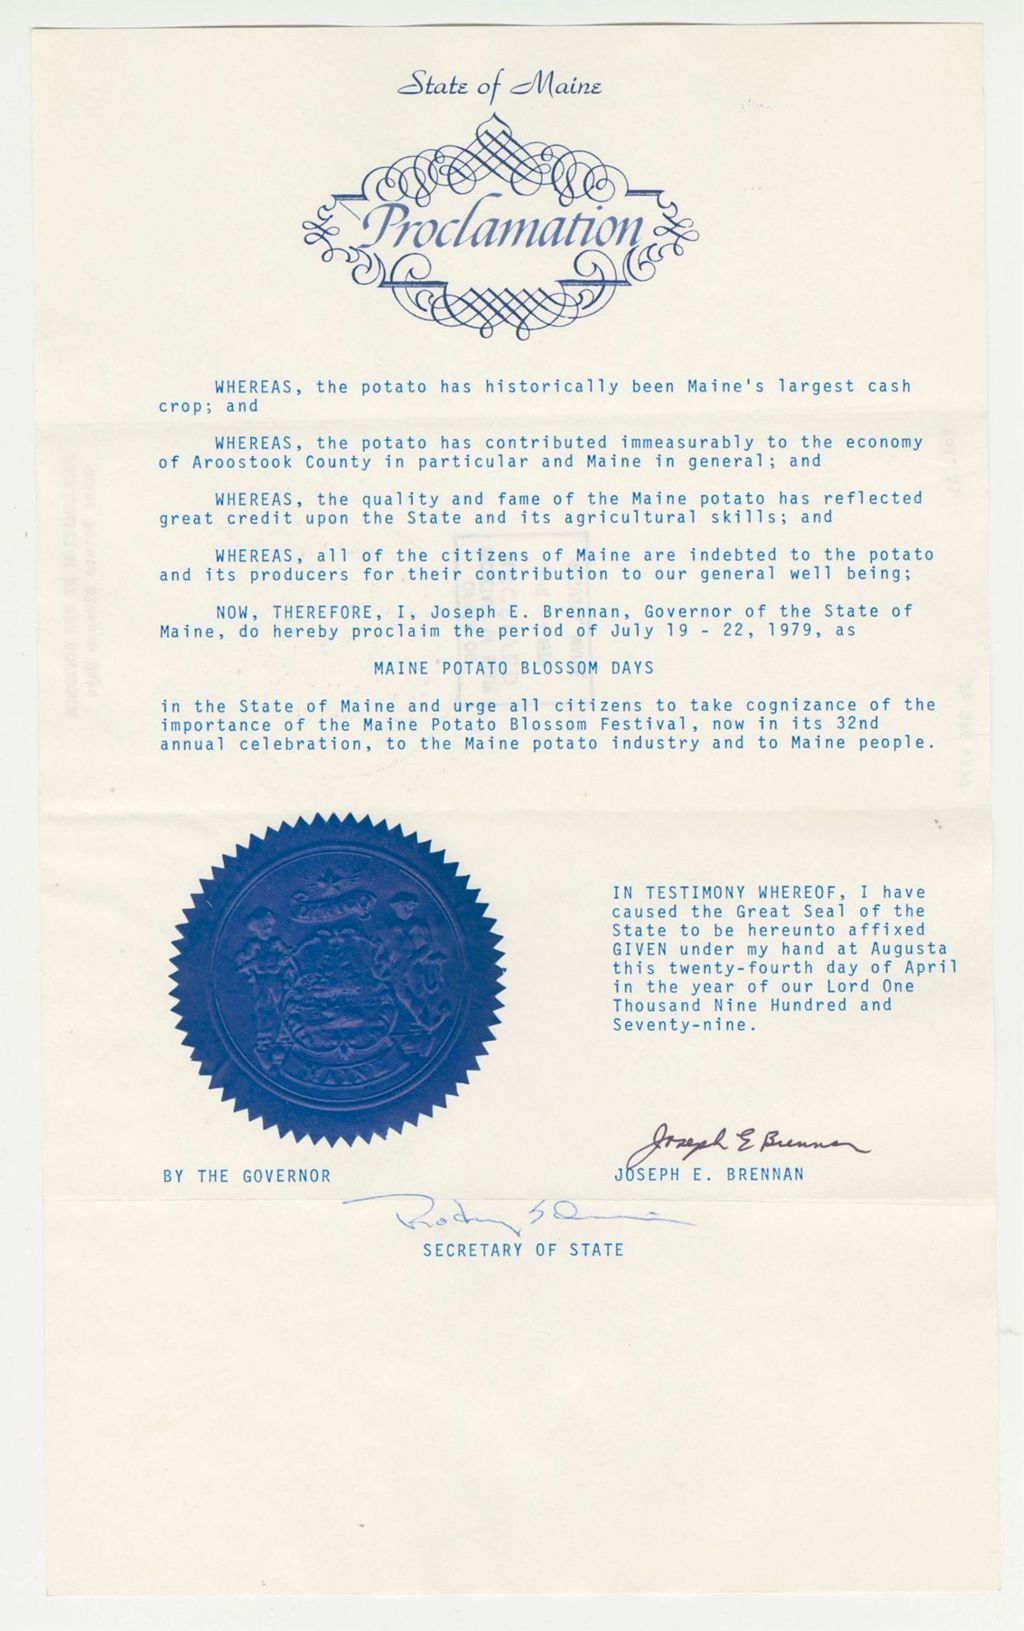 State of Maine
Proclamation
WHEREAS, the potato has historically been Maine's largest cash
crop; and
WHEREAS, the potato has contributed immeasurably to the economy
of Aroostook County in particular and Maine in general; and
WHEREAS, the quality and fame of the Maine potato has reflected
great credit upon the State and its agricultural skills; and
WHEREAS, all of the citizens of Maine are indebted to the potato
and its producers for their contribution to our general well being;
NOW, THEREFORE, I, Joseph E. Brennan, Governor of the State of
Maine, do hereby proclaim the period of July 19 - 22, 1979, as
MAINE POTATO BLOSSOM DAYS
in the State of Maine and urge all citizens to take cognizance of the
importance of the Maine Potato Blossom Festival, now in its 32nd
annual celebration, to the Maine potato industry and to Maine people.
IN TESTIMONY WHEREOF, I have
caused the Great Seal of the
State to be hereunto affixed
GIVEN under my hand at Augusta
this twenty-fourth day of April
in the year of our Lord One
Thousand Nine Hundred and
Seventy-nine.
MAINE
Joseph E Brennan
BY THE GOVERNOR
JOSEPH E. BRENNAN
SECRETARY OF STATE